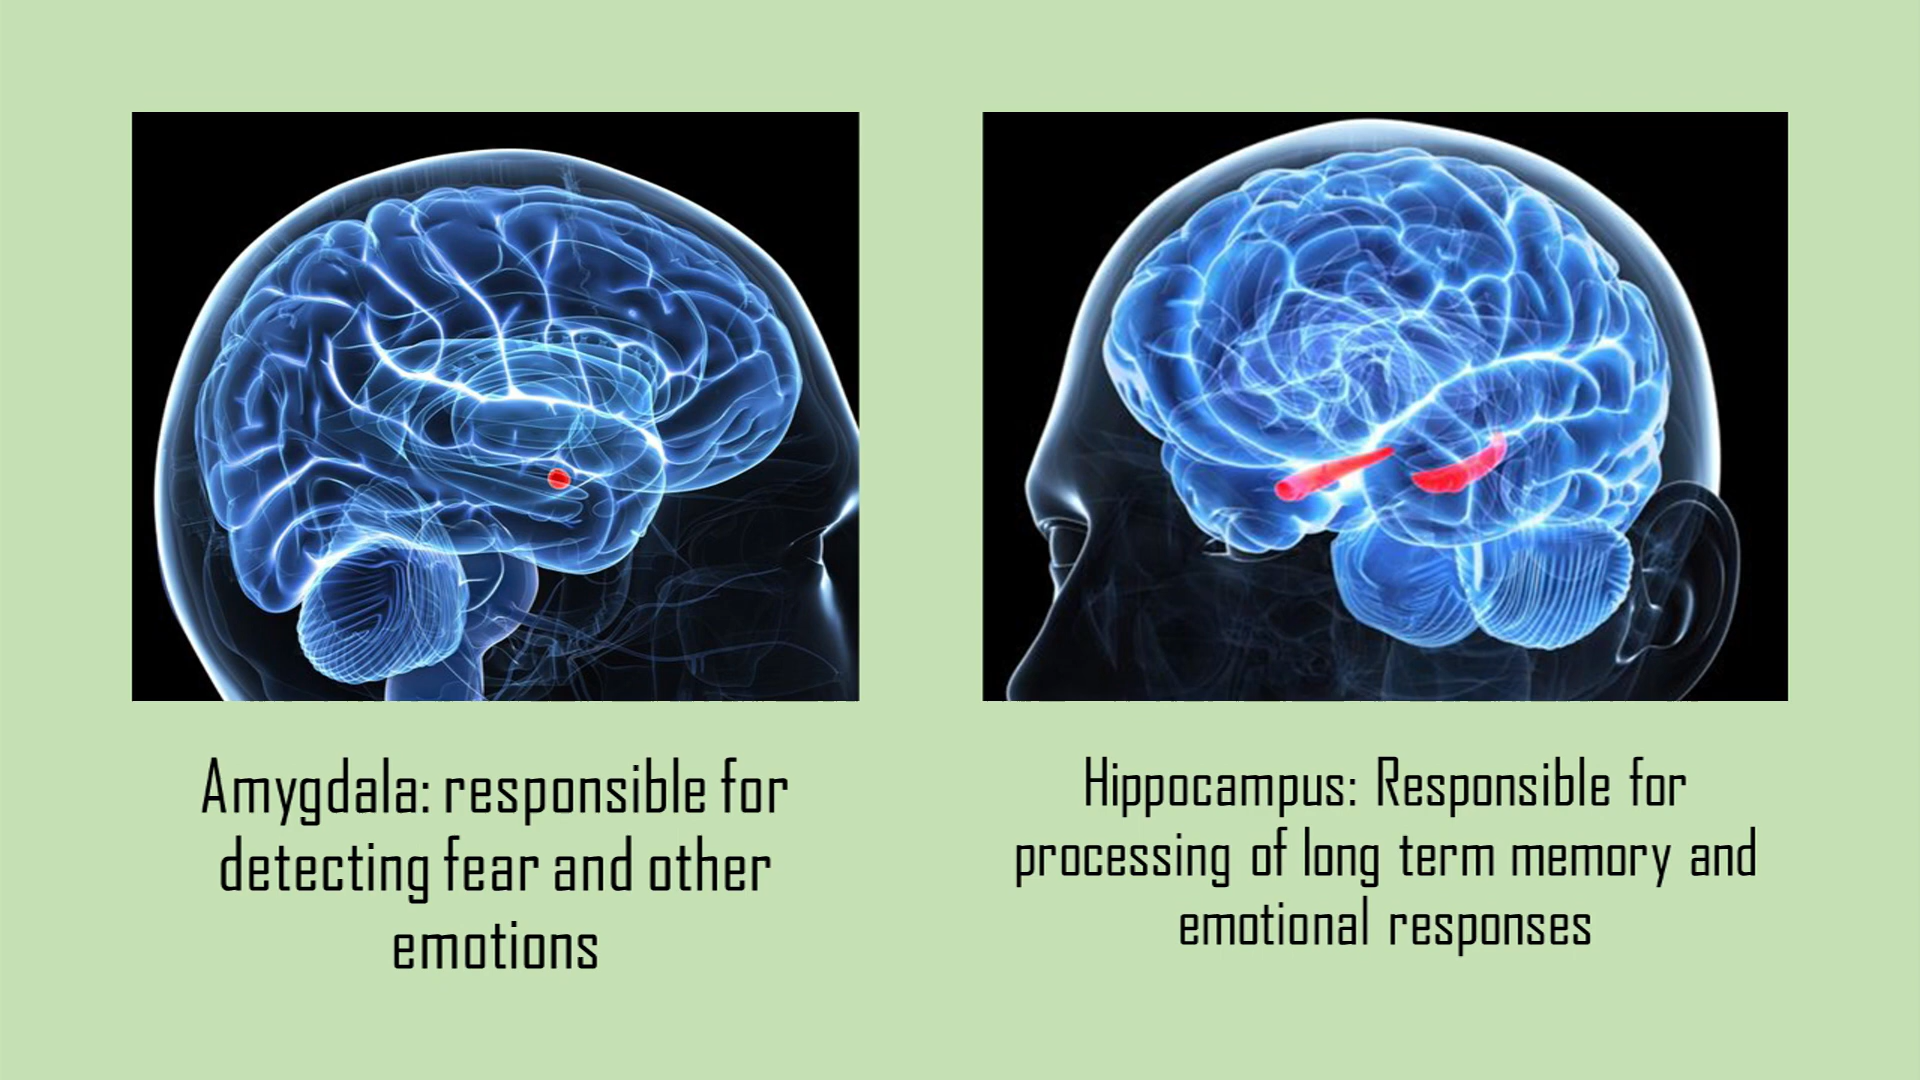 Amygdala: responsible for
detecting fear and other
emotions
Hippocampus: Responsible for
processing of long term memory and
emotional responses